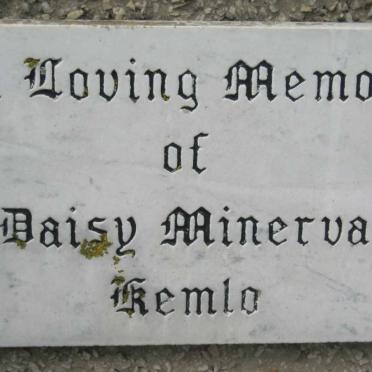 Loving Memo
of
Daisy Minerva
Kemlo